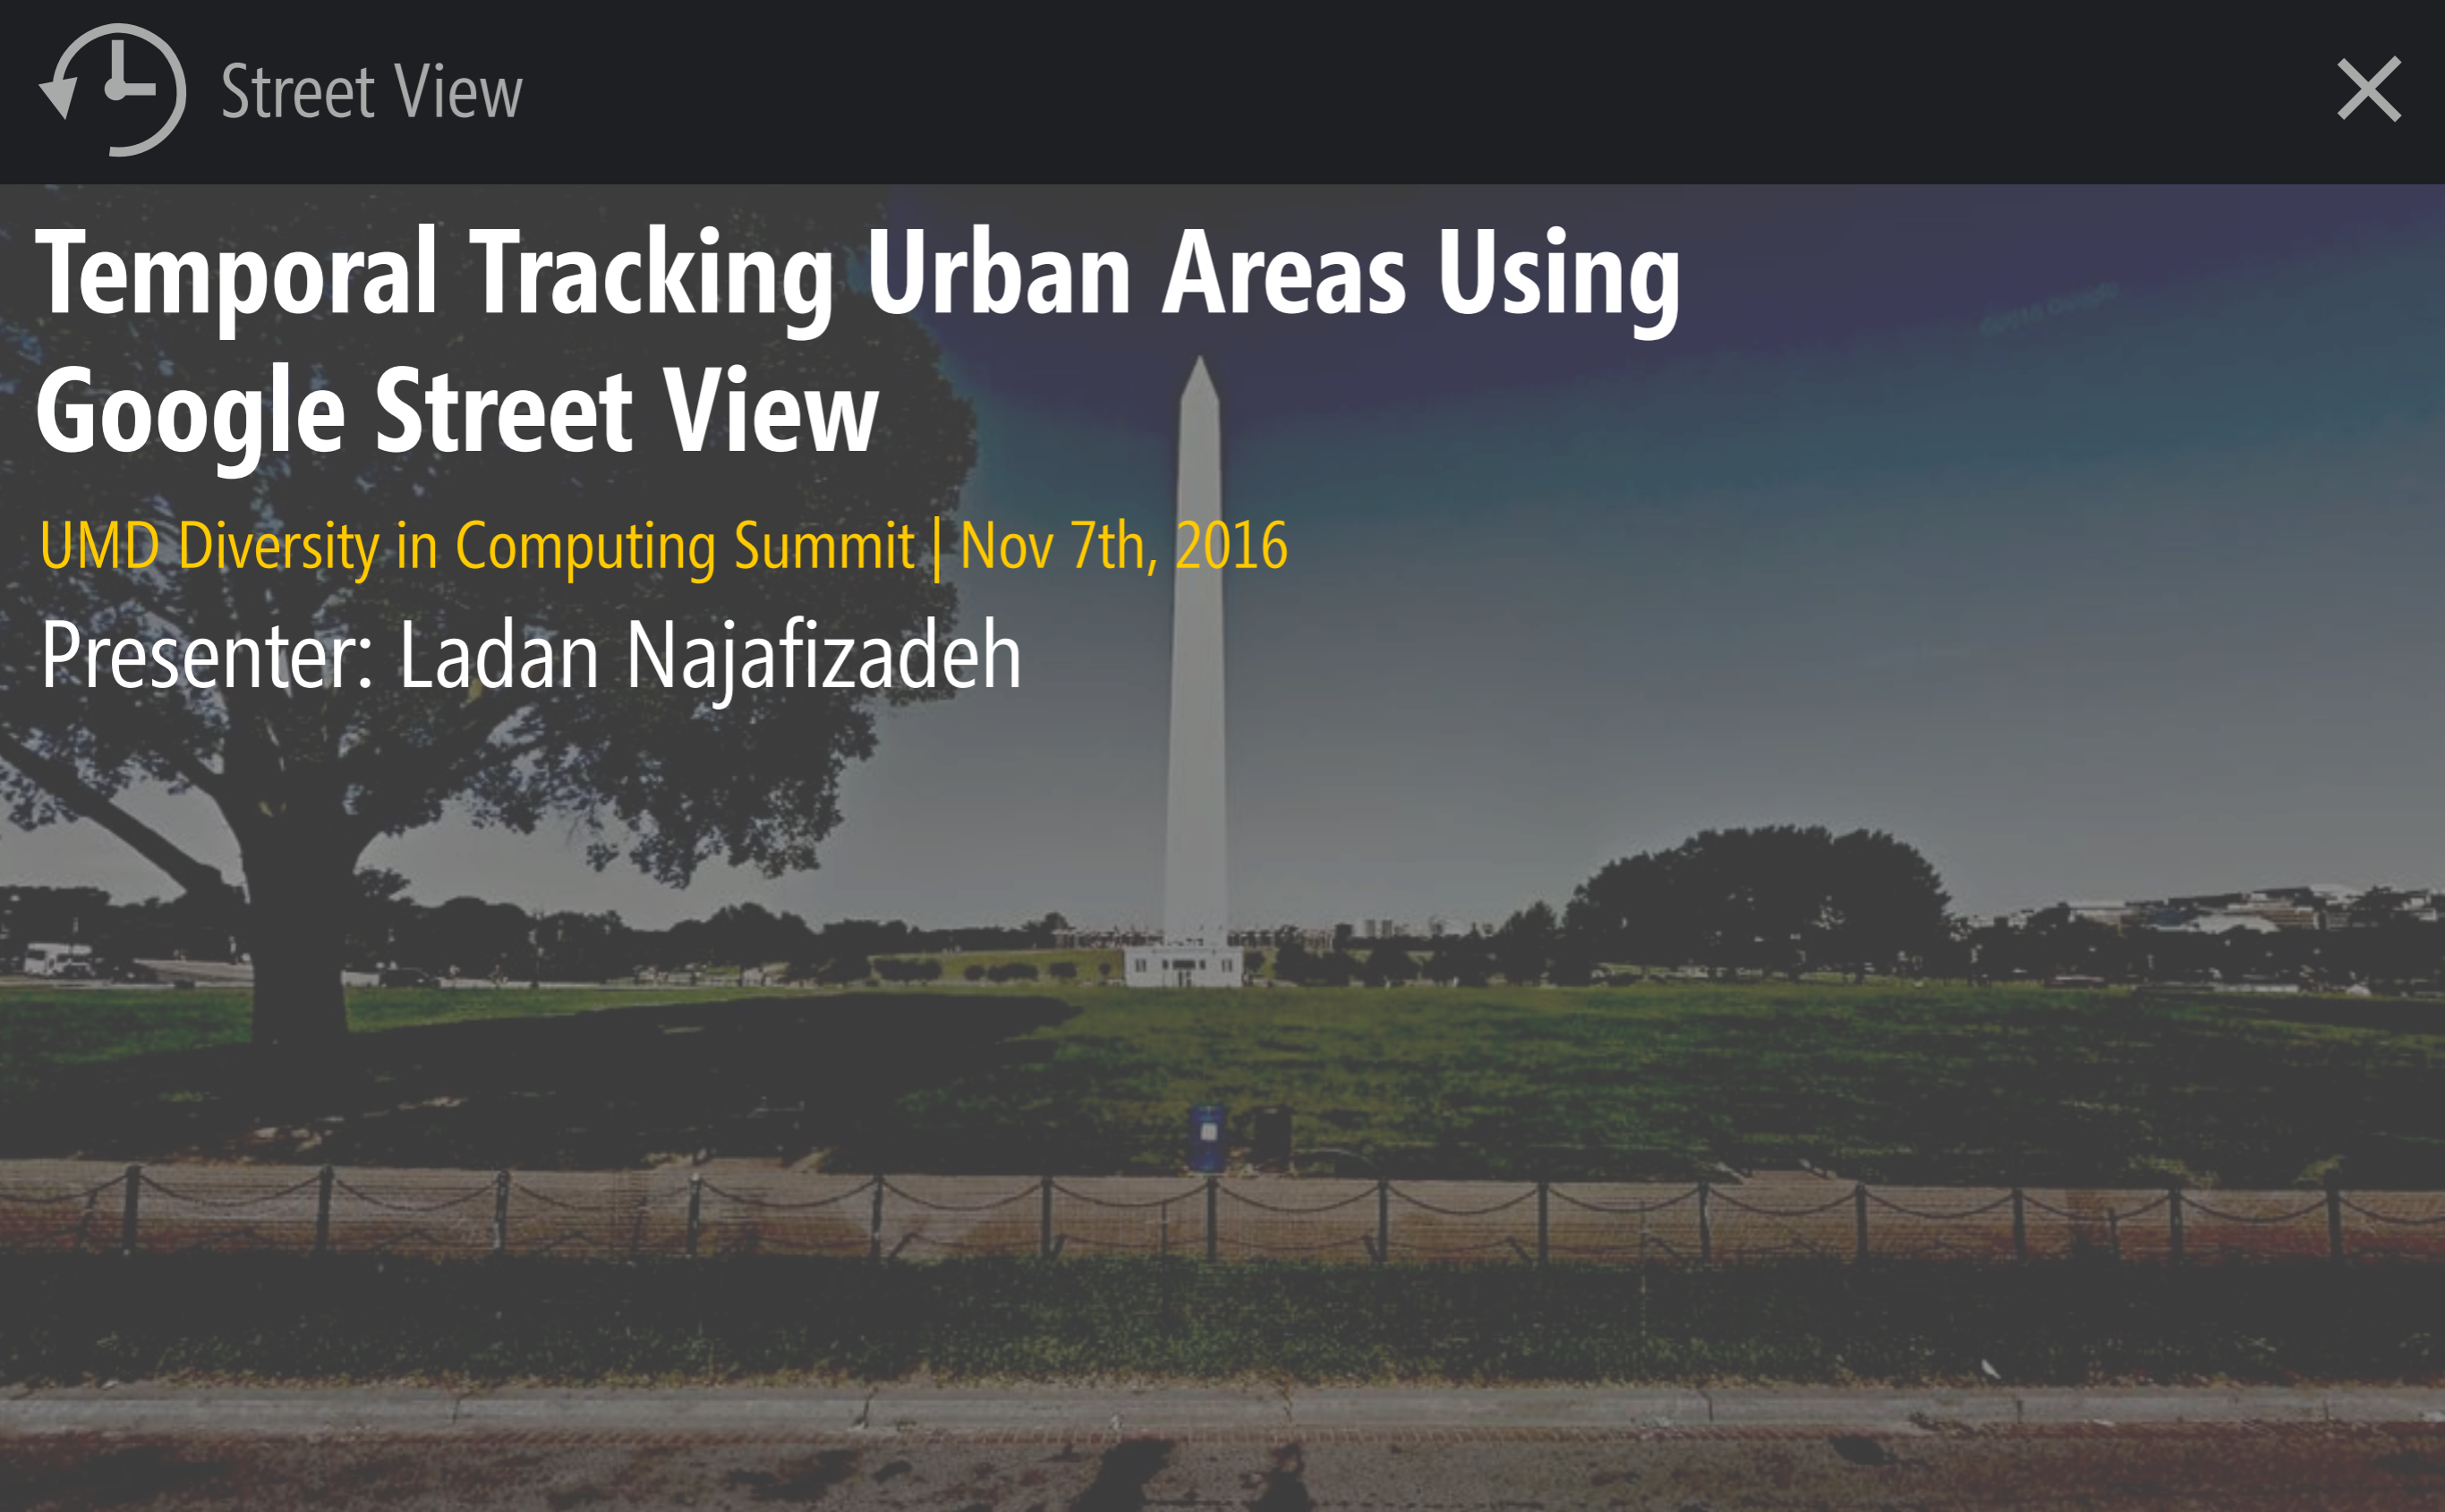 Street View
Temporal Tracking Urban Areas Using
Google Street View
UMD Diversity in Computing Summit | Nov 7th, 2016
Presenter: Ladan Najafizadeh